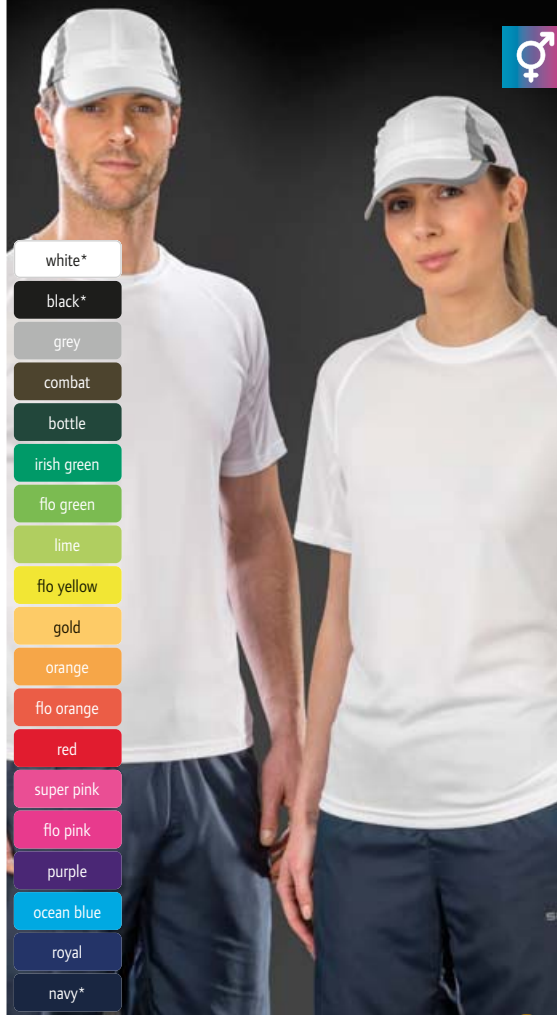 white*
black*
grey
combat
bottle
irish green
flo green
lime
flo yellow
gold
orange
flo orange
red
super pink
flo pink
purple
ocean blue
royal
navy*